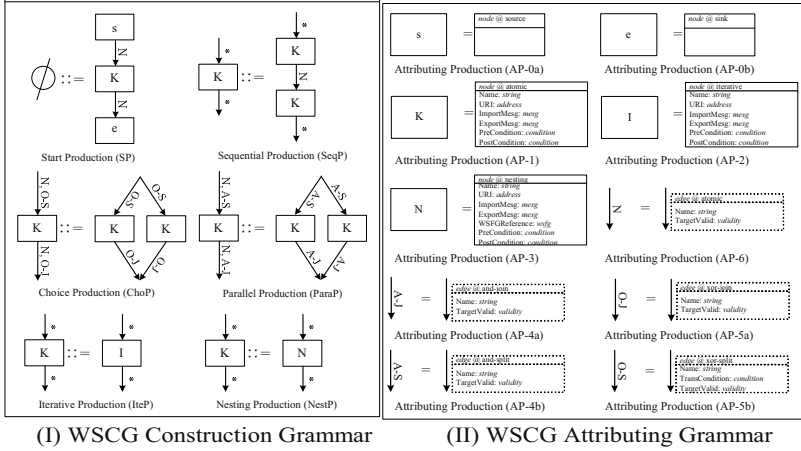 s
N
K
N
e
∅ ::=
Start Production (SP)
*
K
*
::=
*
K
N
K
*
Sequential Production (SeqP)
N, O-S
K
N, O-J
::=
O-S
O-S
K
K
O-J
O-J
Choice Production (ChoP)
N, A-S
K
N, A-J
::=
A-S
A-S
K
K
A-J
A-J
Parallel Production (ParaP)
*
K
*
::=
*
I
*
Iterative Production (IteP)
*
K
*
::=
*
N
*
Nesting Production (NestP)
(I) WSCG Construction Grammar
s
=
node @ source
Attributing Production (AP-0a)
e
=
node @ sink
Attributing Production (AP-0b)
K
=
node @ atomic
Name: string
URI: address
ImportMesg: mesg
ExportMesg: mesg
PreCondition: condition
PostCondition: condition
Attributing Production (AP-1)
I
=
node @ iterative
Name: string
URI: address
ImportMesg: mesg
ExportMesg: mesg
PreCondition: condition
PostCondition: condition
Attributing Production (AP-2)
N
=
node @ nesting
Name: string
URI: address
ImportMesg: mesg
ExportMesg: mesg
WSFGReference: wsfg
PreCondition: condition
PostCondition: condition
Attributing Production (AP-3)
N
=
edge @ atomic
Name: string
TargetValid: validity
Attributing Production (AP-6)
A-J
=
edge @ and-join
Name: string
TargetValid: validity
Attributing Production (AP-4a)
O-J
=
edge @ xor-join
Name: string
TargetValid: validity
Attributing Production (AP-5a)
A-S
=
edge @ and-split
Name: string
TargetValid: validity
Attributing Production (AP-4b)
O-S
=
edge @ xor-split
Name: string
TransCondition: condition
TargetValid: validity
Attributing Production (AP-5b)
(II) WSCG Attributing Grammar